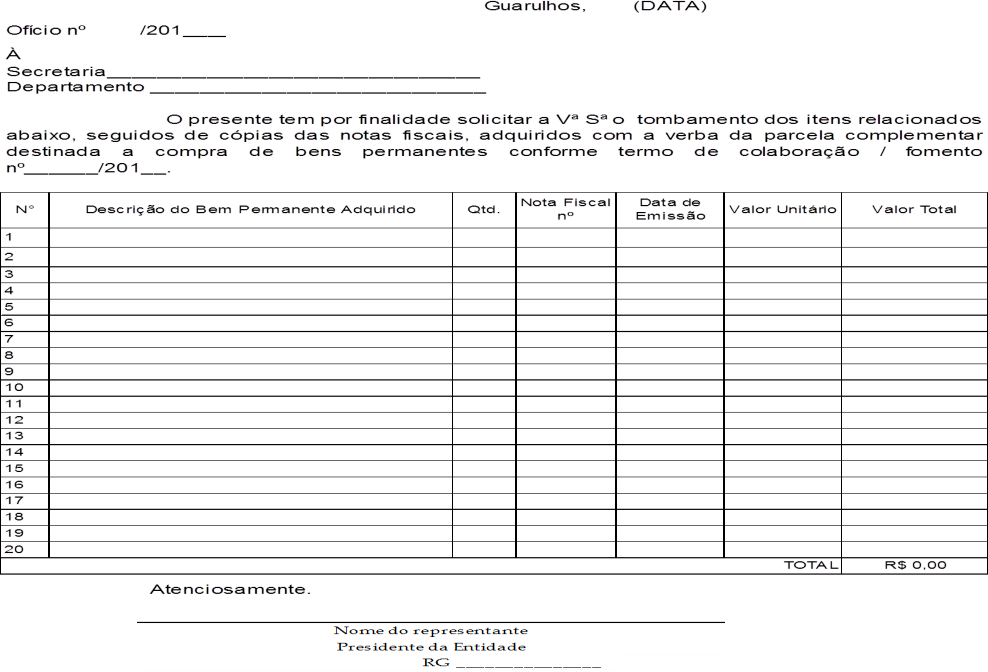 Guarulhos, (DATA)
Ofício nº /201____
À
Secretaria___________________________________
Departamento ________________________________
O presente tem por finalidade solicitar a Vª Sª o tombamento dos itens relacionados
abaixo, seguidos de cópias das notas fiscais, adquiridos com a verba da parcela complementar
destinada a compra de bens permanentes conforme termo de colaboração / fomento
nº_______/201__.
N° Descrição do Bem Permanente Adquirido Qtd. Nota Fiscal nº Data de Emissão Valor Unitário Valor Total
1
2
3
4
5
6
7
8
9
10
11
12
13
14
15
16
17
18
19
20
TOTAL R$ 0,00
Atenciosamente.
Nome do representante
Presidente da Entidade
RG _______________